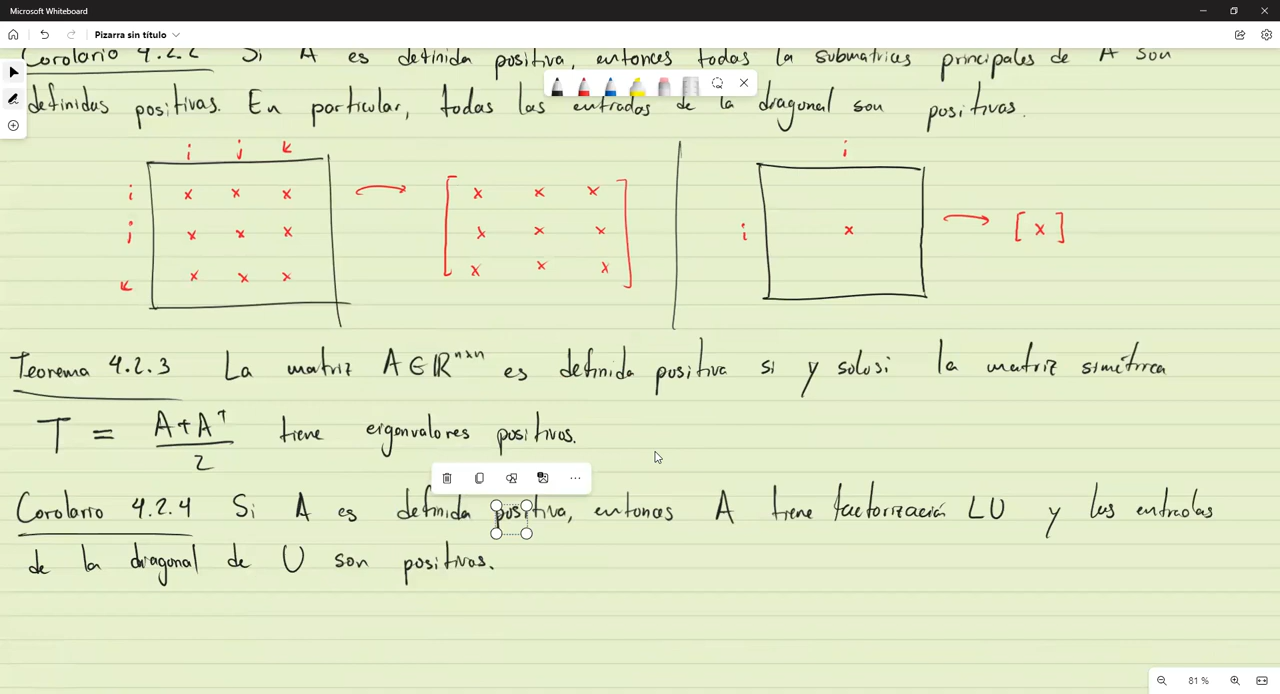 Microsoft Whiteboard
Pizarra sin título
Corolario 4.2.2 Si A es definida positiva, entonces todas la submatrices principales de A son
definidas positivas. En particular, todas las entradas de la diagonal son positivas.
i j k
i x x x
j x x x
k x x x
x x x
x x x
x x x
i
i x
[x]
Teorema 4.2.3 La matriz A ∈ ℝⁿˣⁿ es definida positiva si y solo si la matriz simétrica
T = (A + Aᵀ)/2 tiene eigenvalores positivos.
Corolario 4.2.4 Si A es definida positiva, entonces A tiene factorización LU y las entradas
de la diagonal de U son positivas.
81 %